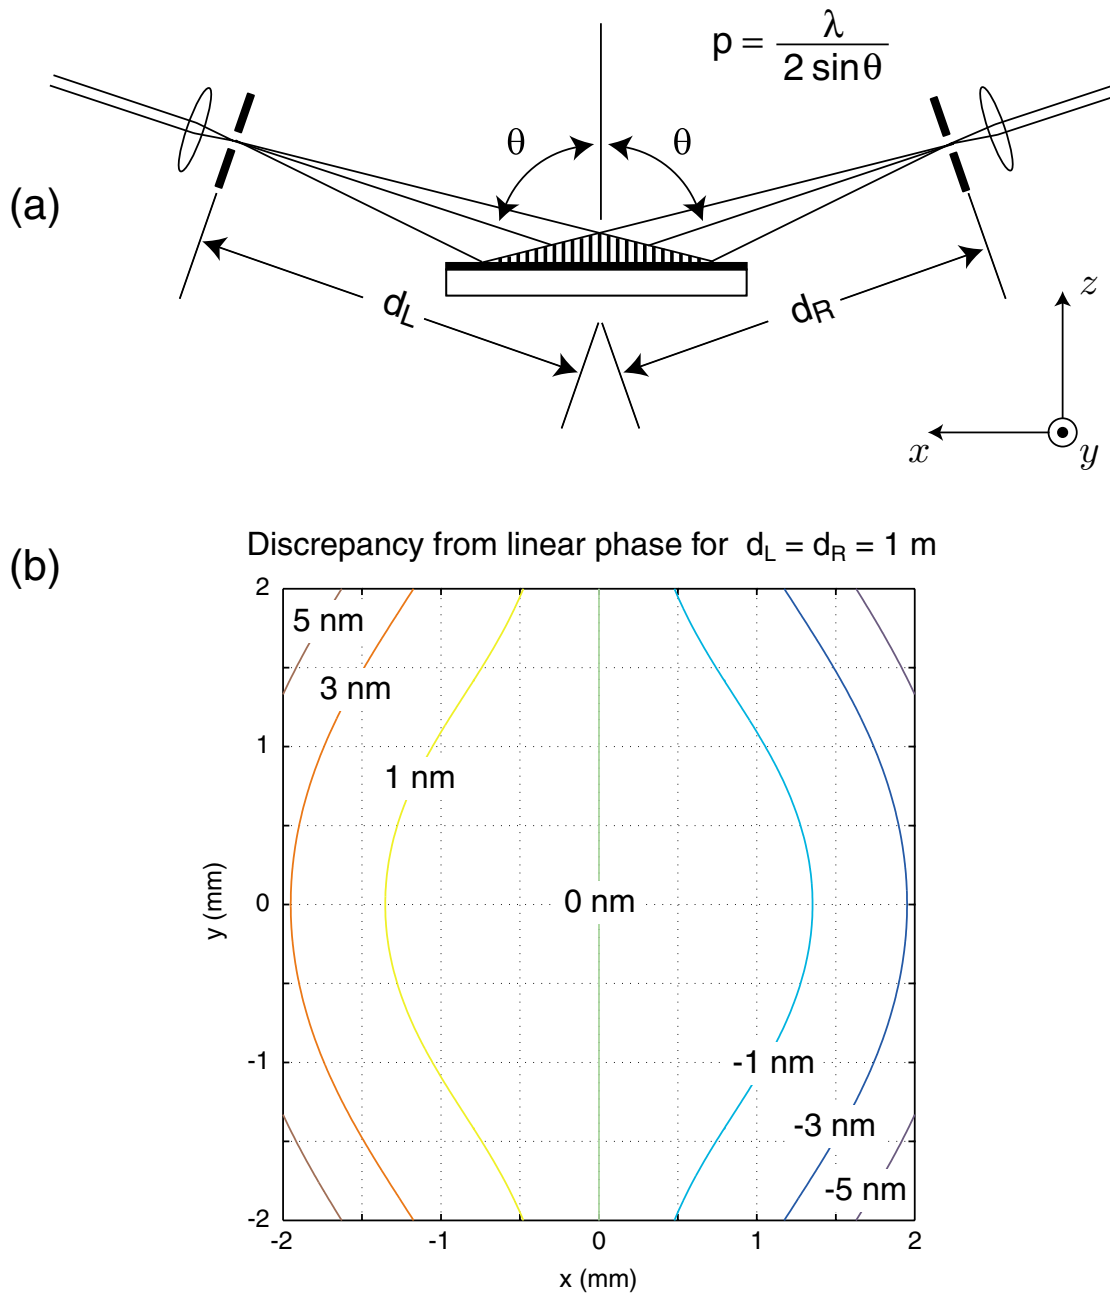 p = λ / 2 sinθ
θ θ
(a)
d_L d_R
z
x y
(b)
Discrepancy from linear phase for d_L = d_R = 1 m
2
5 nm
3 nm
1
1 nm
y (mm)
0
0 nm
-1
-1 nm
-3 nm
-5 nm
-2
-2 -1 0 1 2
x (mm)